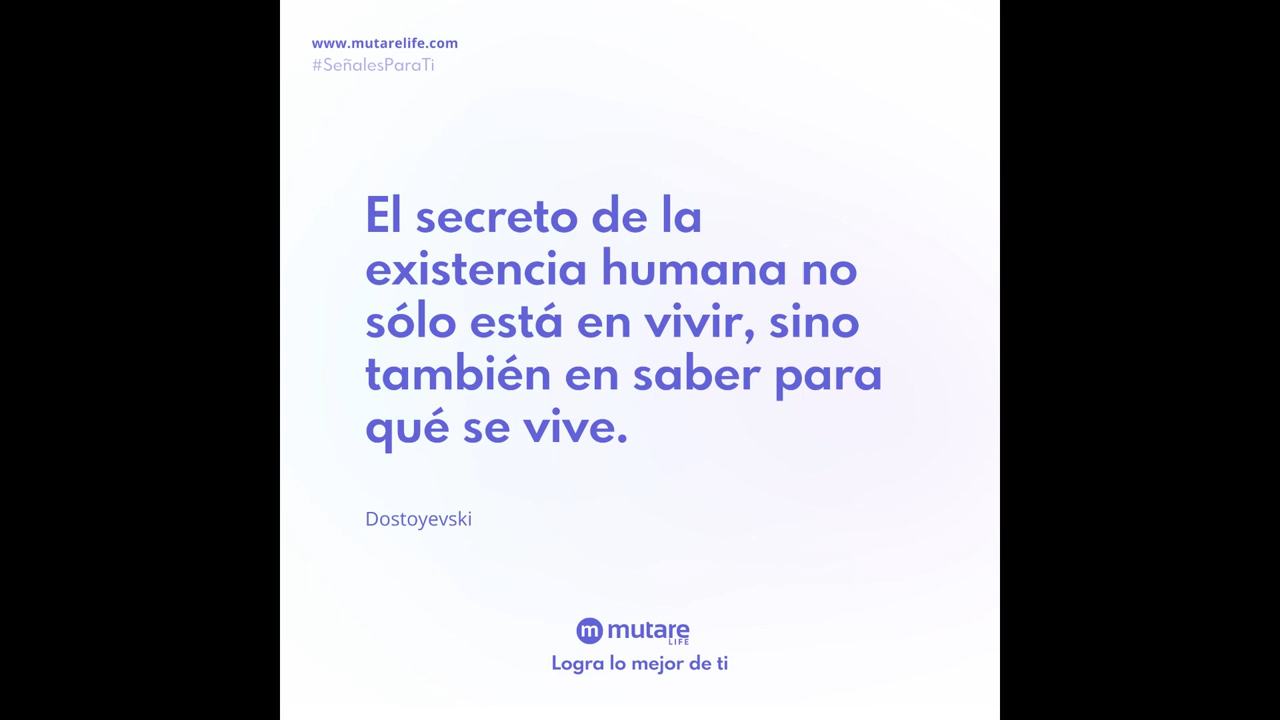 www.mutarelife.com
#SeñalesParaTi
El secreto de la
existencia humana no
sólo está en vivir, sino
también en saber para
qué se vive.
Dostoyevski
m mutare
LIFE
Logra lo mejor de ti